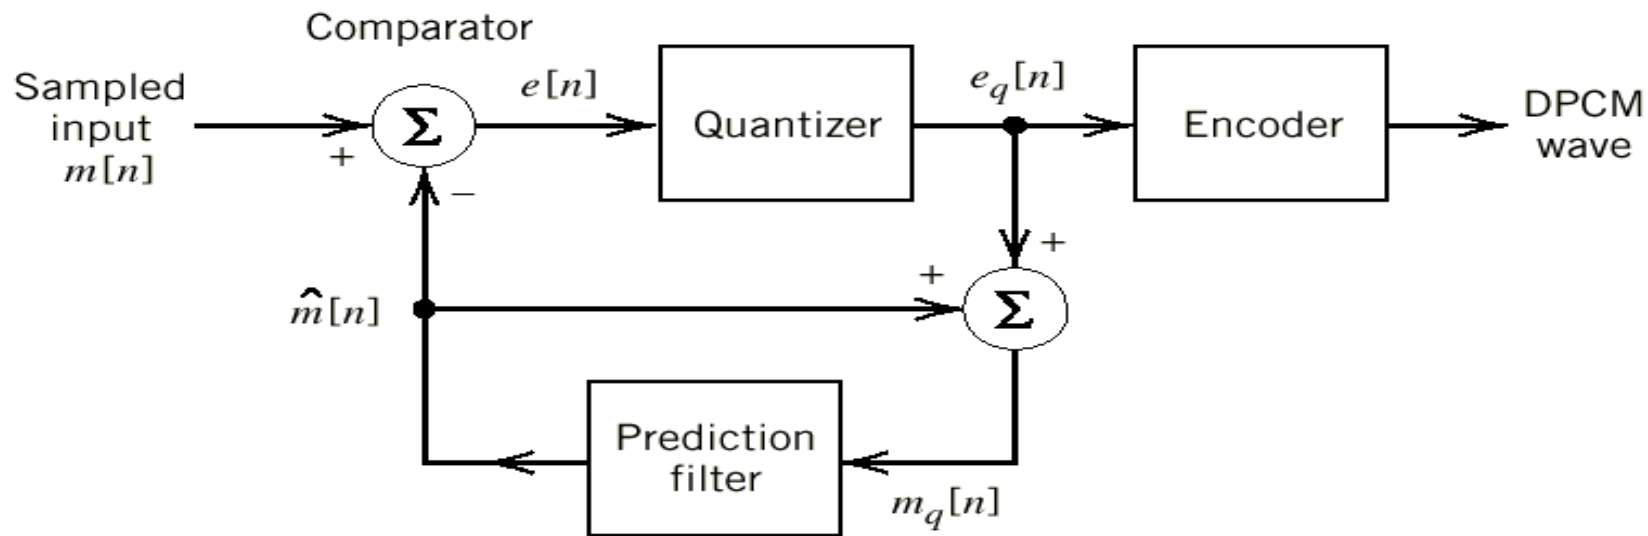 Comparator
Sampled
input
m[n]
+
Σ
−
e[n]
Quantizer
e_q[n]
Encoder
DPCM
wave
m̂[n]
+
+
Σ
Prediction
filter
m_q[n]